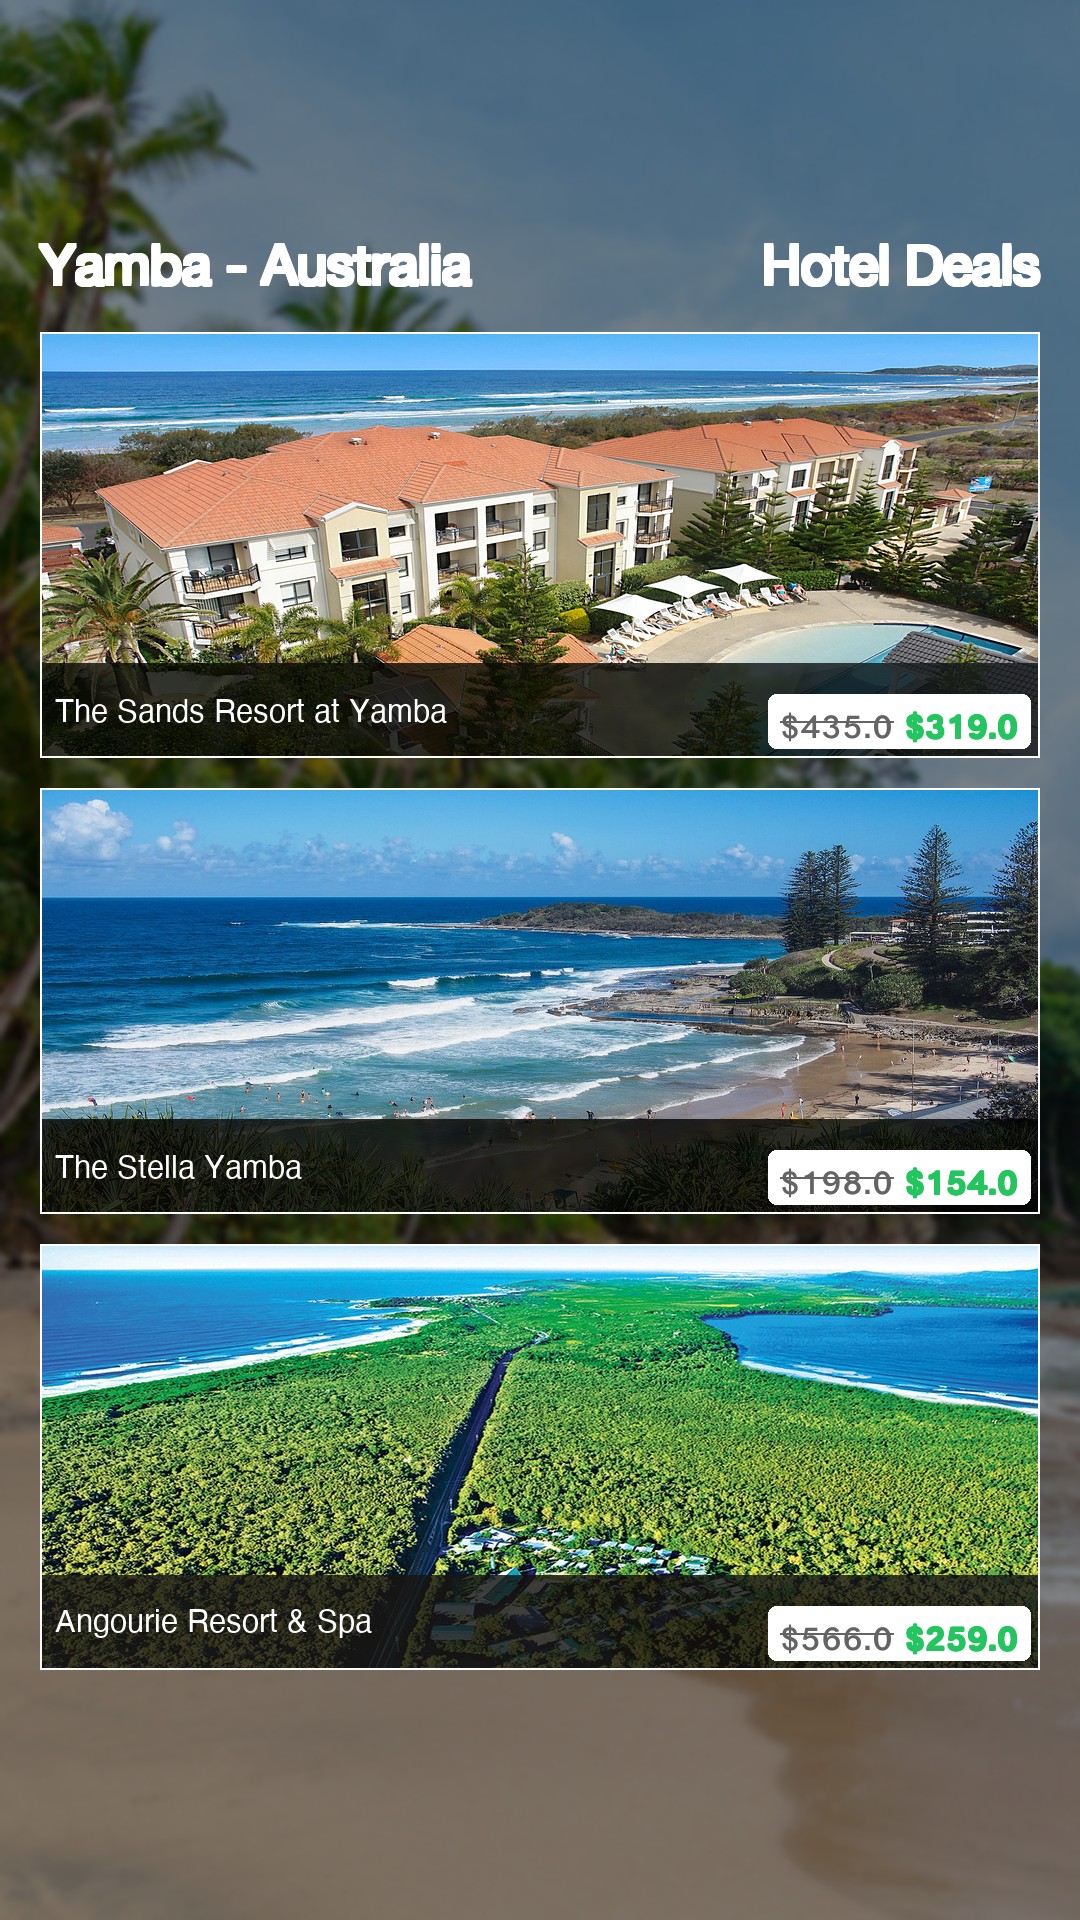 Yamba - Australia Hotel Deals
The Sands Resort at Yamba
$435.0 $319.0
The Stella Yamba
$198.0 $154.0
Angourie Resort & Spa
$566.0 $259.0